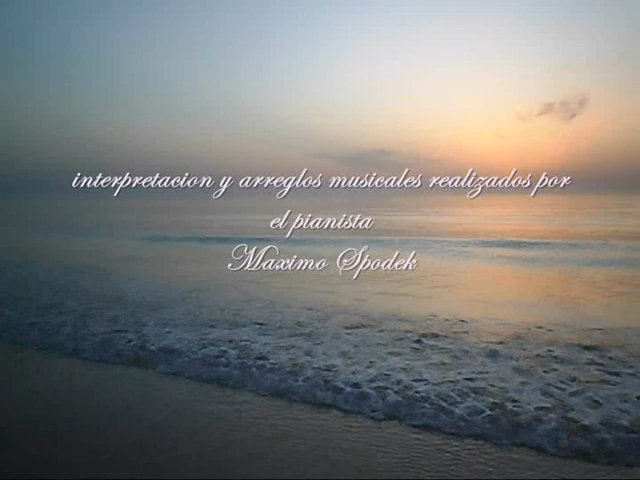 interpretacion y arreglos musicales realizados por
el pianista
Maximo Spodek